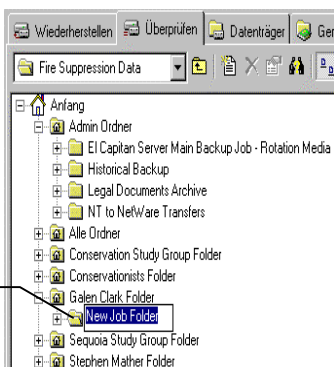 Wiederherstellen Überprüfen Datenträger Ger
Fire Suppression Data
Anfang
Admin Ordner
El Capitan Server Main Backup Job - Rotation Media
Historical Backup
Legal Documents Archive
NT to NetWare Transfers
Alle Ordner
Conservation Study Group Folder
Conservationists Folder
Galen Clark Folder
New Job Folder
Sequoia Study Group Folder
Stephen Mather Folder